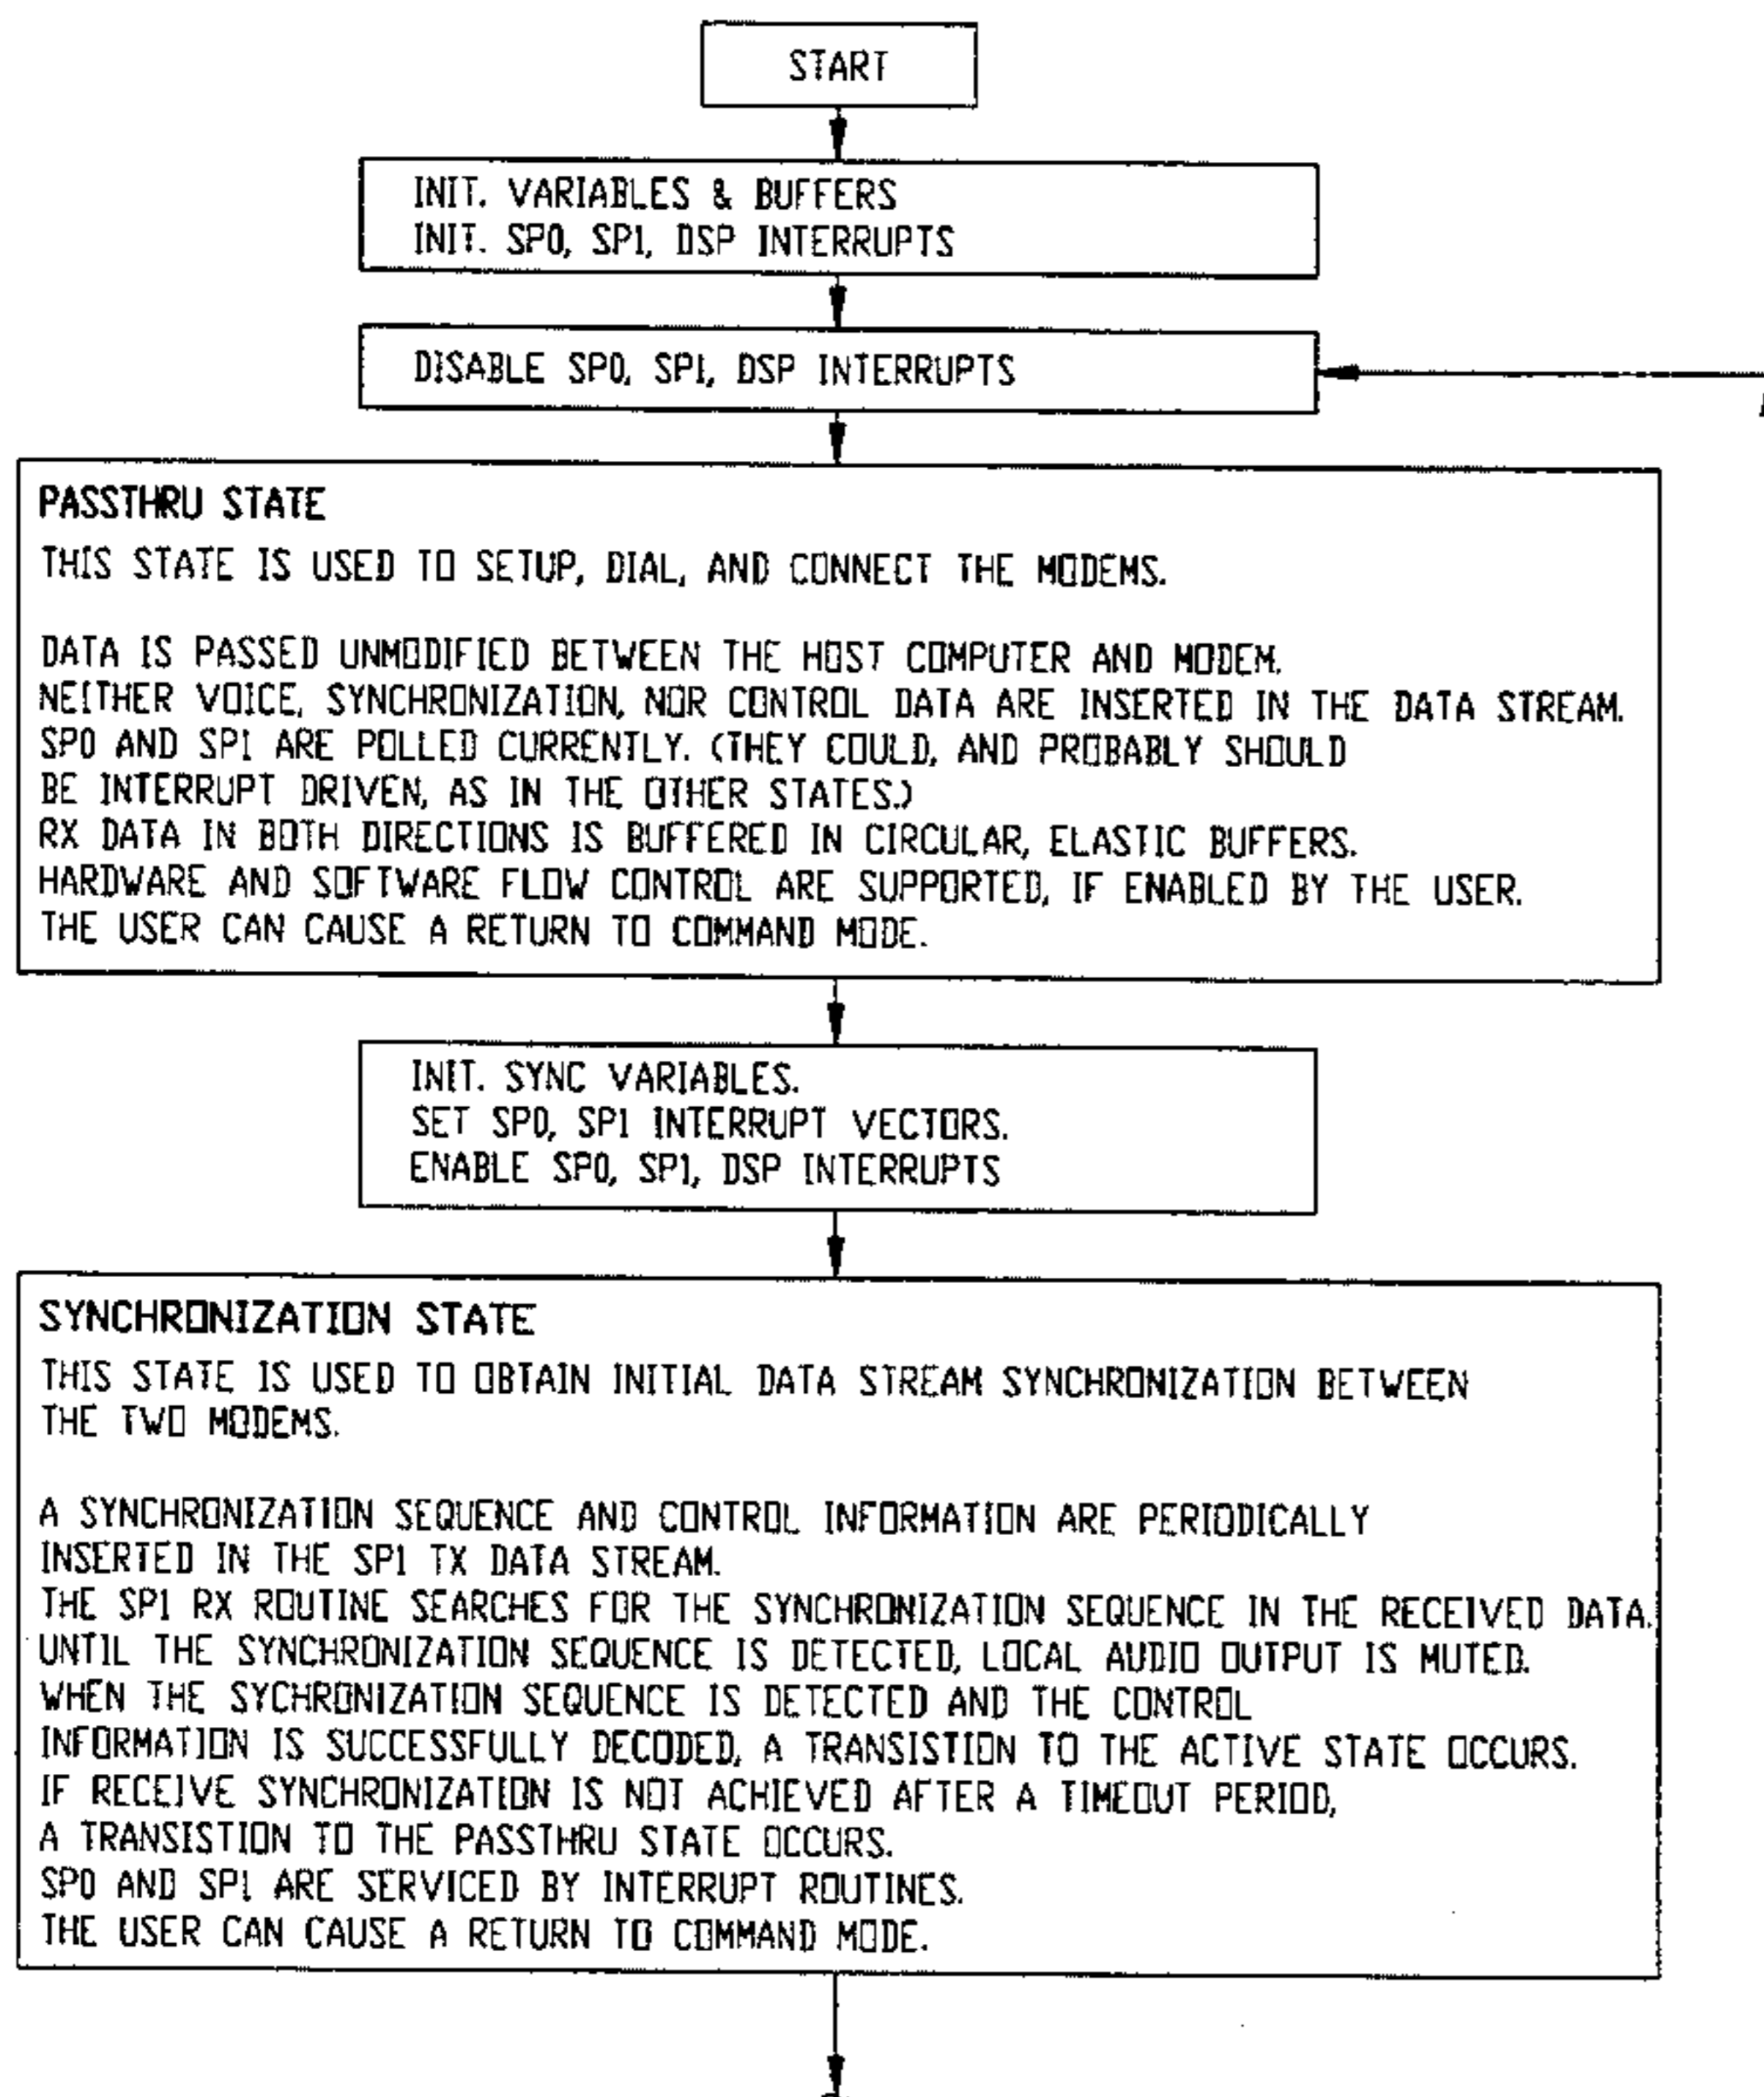 START
INIT. VARIABLES & BUFFERS
INIT. SP0, SP1, DSP INTERRUPTS
DISABLE SP0, SP1, DSP INTERRUPTS
PASSTHRU STATE
THIS STATE IS USED TO SETUP, DIAL, AND CONNECT THE MODEMS.
DATA IS PASSED UNMODIFIED BETWEEN THE HOST COMPUTER AND MODEM.
NEITHER VOICE, SYNCHRONIZATION, NOR CONTROL DATA ARE INSERTED IN THE DATA STREAM.
SP0 AND SP1 ARE POLLED CURRENTLY. (THEY COULD, AND PROBABLY SHOULD
BE INTERRUPT DRIVEN, AS IN THE OTHER STATES.)
RX DATA IN BOTH DIRECTIONS IS BUFFERED IN CIRCULAR, ELASTIC BUFFERS.
HARDWARE AND SOFTWARE FLOW CONTROL ARE SUPPORTED, IF ENABLED BY THE USER.
THE USER CAN CAUSE A RETURN TO COMMAND MODE.
INIT. SYNC VARIABLES.
SET SP0, SP1 INTERRUPT VECTORS.
ENABLE SP0, SP1, DSP INTERRUPTS
SYNCHRONIZATION STATE
THIS STATE IS USED TO OBTAIN INITIAL DATA STREAM SYNCHRONIZATION BETWEEN
THE TWO MODEMS.
A SYNCHRONIZATION SEQUENCE AND CONTROL INFORMATION ARE PERIODICALLY
INSERTED IN THE SP1 TX DATA STREAM.
THE SP1 RX ROUTINE SEARCHES FOR THE SYNCHRONIZATION SEQUENCE IN THE RECEIVED DATA.
UNTIL THE SYNCHRONIZATION SEQUENCE IS DETECTED, LOCAL AUDIO OUTPUT IS MUTED.
WHEN THE SYCHRONIZATION SEQUENCE IS DETECTED AND THE CONTROL
INFORMATION IS SUCCESSFULLY DECODED, A TRANSISTION TO THE ACTIVE STATE OCCURS.
IF RECEIVE SYNCHRONIZATION IS NOT ACHIEVED AFTER A TIMEOUT PERIOD,
A TRANSISTION TO THE PASSTHRU STATE OCCURS.
SP0 AND SP1 ARE SERVICED BY INTERRUPT ROUTINES.
THE USER CAN CAUSE A RETURN TO COMMAND MODE.